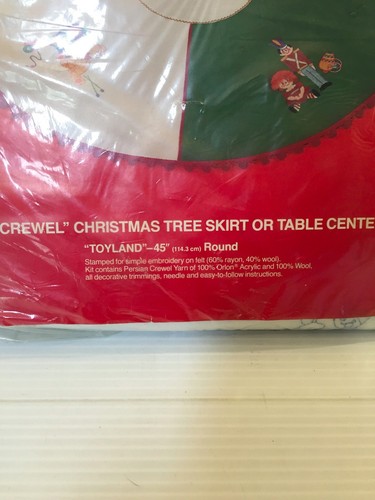 CREWEL" CHRISTMAS TREE SKIRT OR TABLE CENTE
"TOYLAND"–45" (114.3 cm) Round
Stamped for simple embroidery on felt (60% rayon, 40% wool).
Kit contains Persian Crewel Yarn of 100% Orlon® Acrylic and 100% Wool,
all decorative trimmings, needle and easy-to-follow instructions.